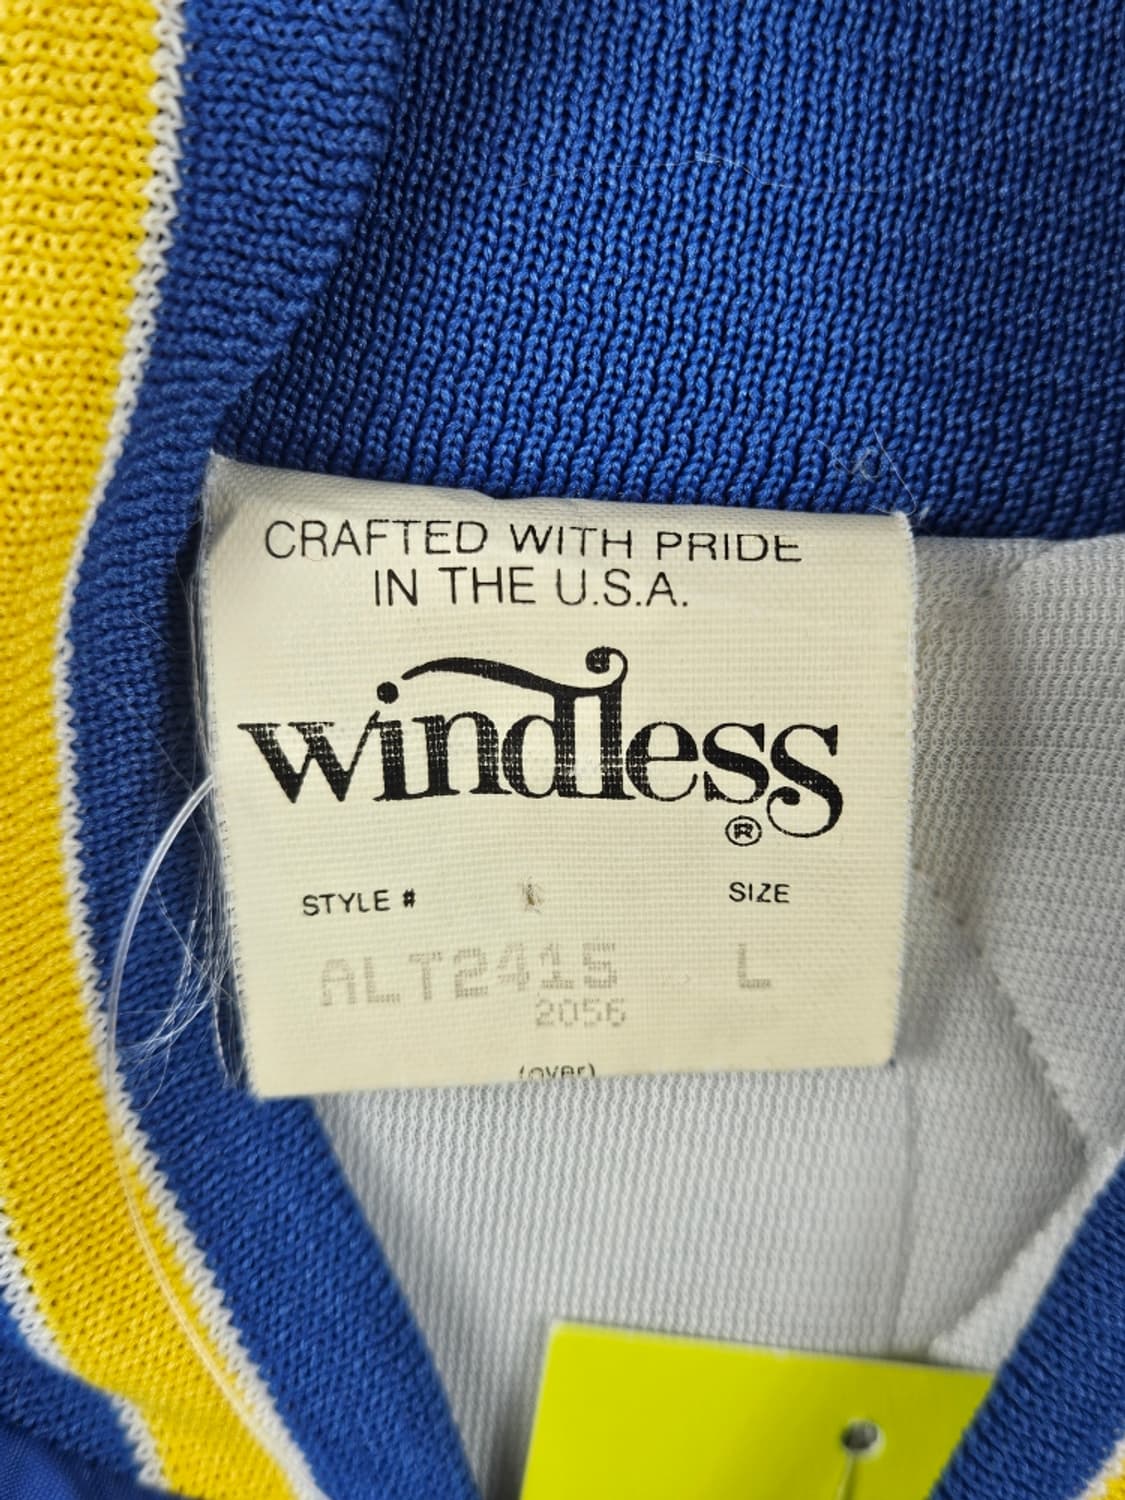 CRAFTED WITH PRIDE
IN THE U.S.A.
windless
®
STYLE # SIZE
ALT2415 L
2056
(over)